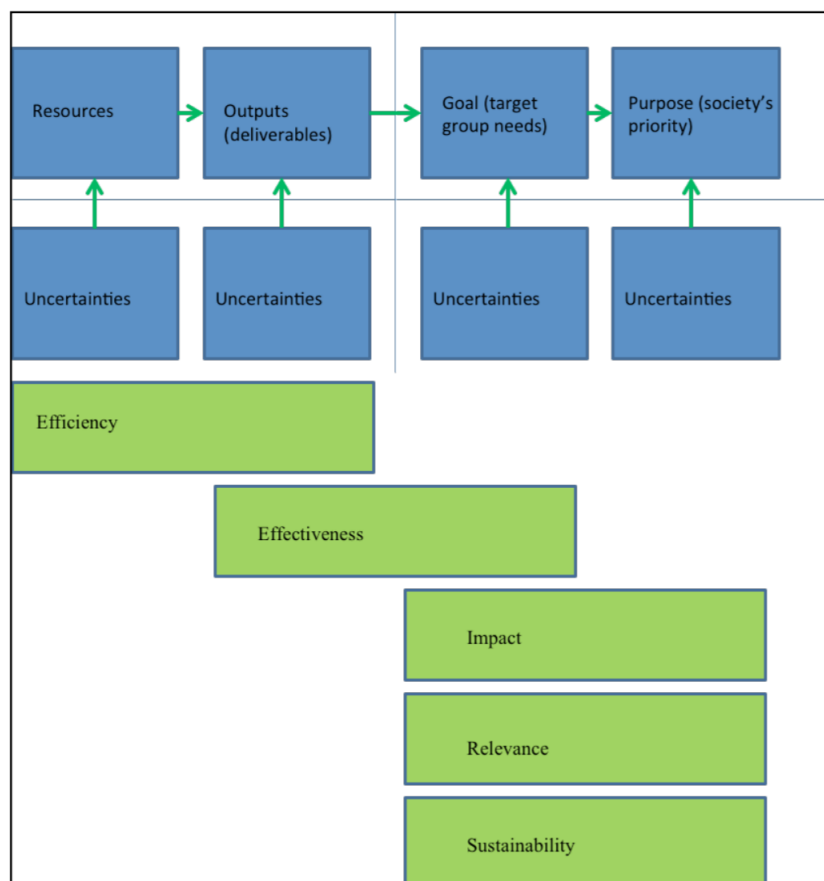 Resources
Outputs
(deliverables)
Goal (target
group needs)
Purpose (society's
priority)
Uncertainties
Uncertainties
Uncertainties
Uncertainties
Efficiency
Effectiveness
Impact
Relevance
Sustainability